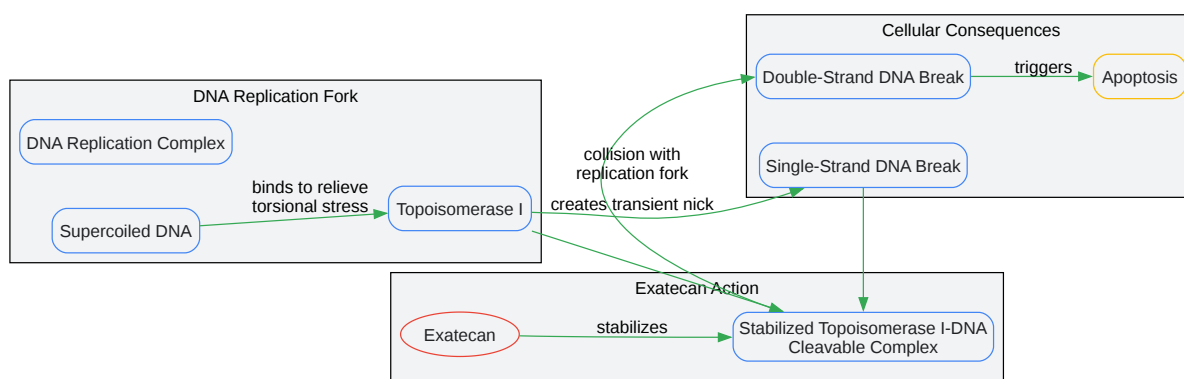 Cellular Consequences
Double-Strand DNA Break
triggers
Apoptosis
DNA Replication Fork
DNA Replication Complex
collision with
replication fork
Single-Strand DNA Break
binds to relieve
torsional stress
Topoisomerase I
creates transient nick
Supercoiled DNA
Exatecan Action
Exatecan
stabilizes
Stabilized Topoisomerase I-DNA
Cleavable Complex